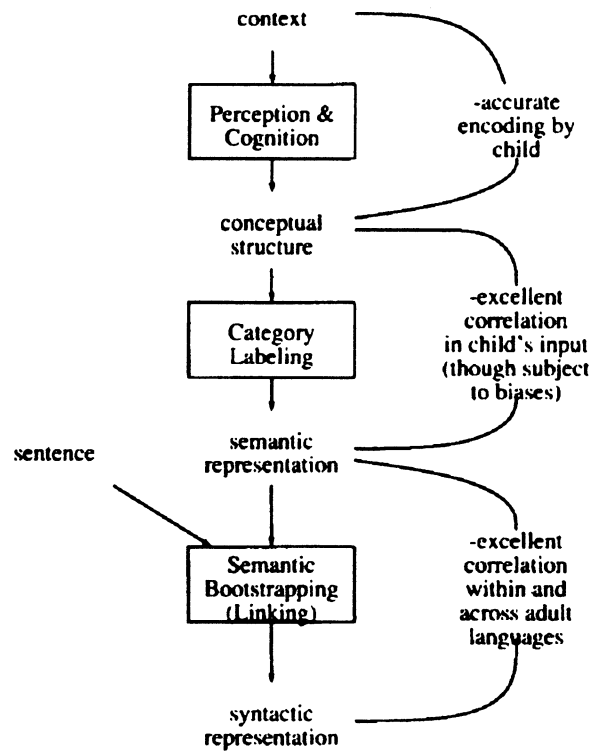 context
Perception &
Cognition
-accurate
encoding by
child
conceptual
structure
Category
Labeling
-excellent
correlation
in child's input
(though subject
to biases)
semantic
representation
sentence
Semantic
Bootstrapping
(Linking)
-excellent
correlation
within and
across adult
languages
syntactic
representation